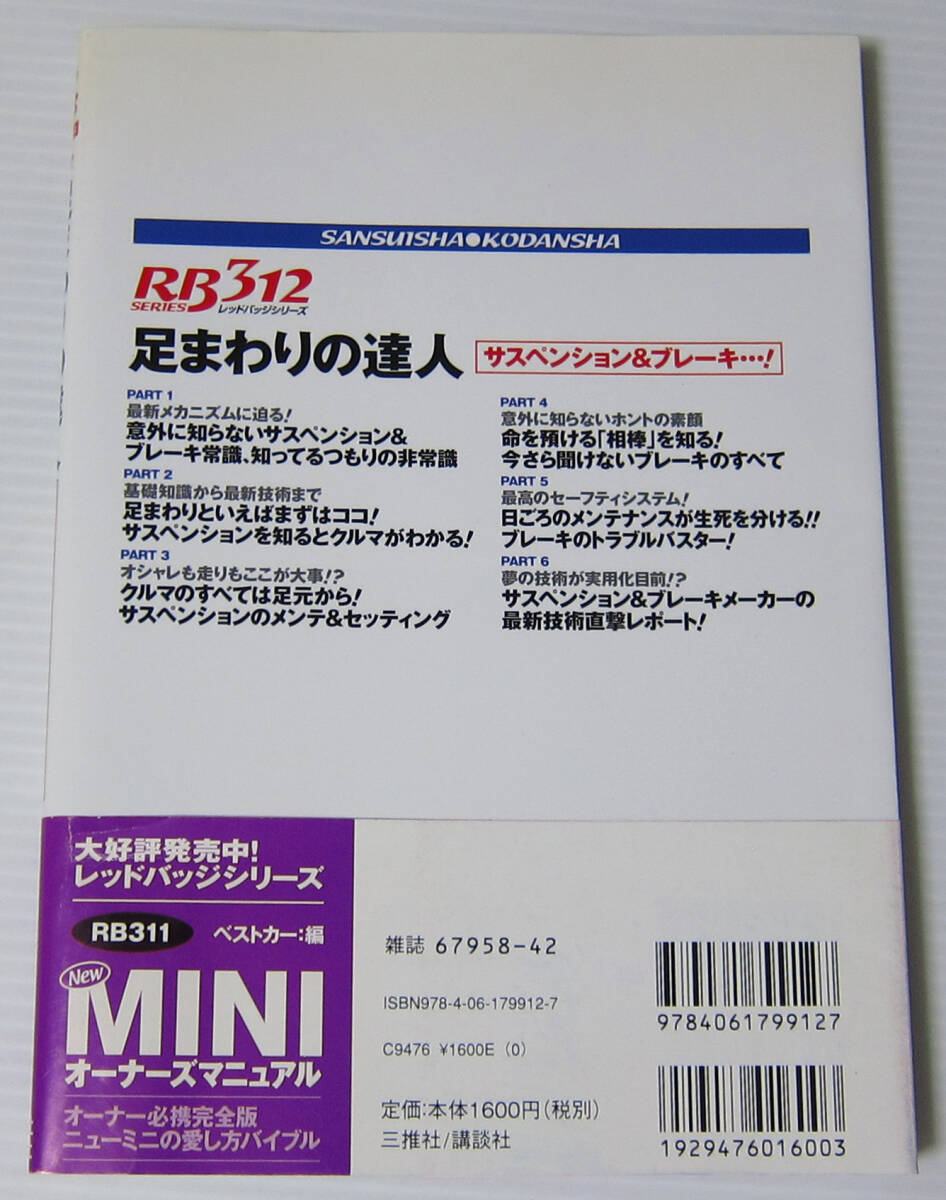 SANSUISHA●KODANSHA
RB312
SERIES レッドバッジシリーズ
足まわりの達人 サスペンション&ブレーキ…!
PART 1
最新メカニズムに迫る!
意外に知らないサスペンション&
ブレーキ常識、知ってるつもりの非常識
PART 2
基礎知識から最新技術まで
足まわりといえばまずはココ!
サスペンションを知るとクルマがわかる!
PART 3
オシャレも走りもここが大事!?
クルマのすべては足元から!
サスペンションのメンテ&セッティング
PART 4
意外に知らないホントの素顔
命を預ける「相棒」を知る!
今さら聞けないブレーキのすべて
PART 5
最高のセーフティシステム!
日ごろのメンテナンスが生死を分ける!!
ブレーキのトラブルバスター!
PART 6
夢の技術が実用化目前!?
サスペンション&ブレーキメーカーの
最新技術直撃レポート!
大好評発売中!
レッドバッジシリーズ
RB311 ベストカー:編
New
MINI
オーナーズマニュアル
オーナー必携完全版
ニューミニの愛し方バイブル
雑誌 67958-42
ISBN978-4-06-179912-7
C9476 ¥1600E (0)
定価:本体1600円(税別)
三推社/講談社
9784061799127
1929476016003